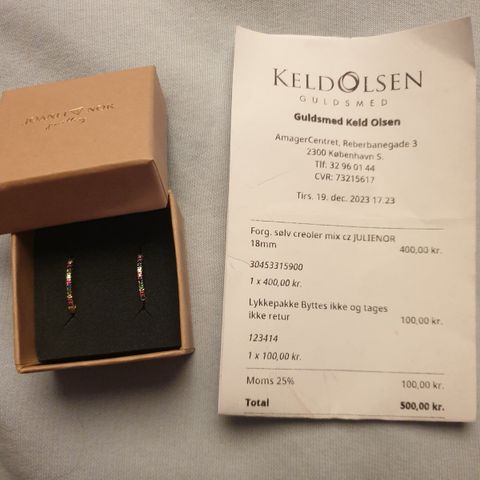 JOANLI NOR
KELDOLSEN
GULDSMED
Guldsmed Keld Olsen
AmagerCentret, Reberbanegade 3
2300 København S.
Tlf: 32 96 01 44
CVR: 73215617
Tirs. 19. dec. 2023 17.23
Forg. sølv creoler mix cz JULIENOR 400,00 kr.
18mm
30453315900
1 x 400,00 kr.
Lykkepakke Byttes ikke og tages 100,00 kr.
ikke retur
123414
1 x 100,00 kr.
Moms 25% 100,00 kr.
Total 500,00 kr.